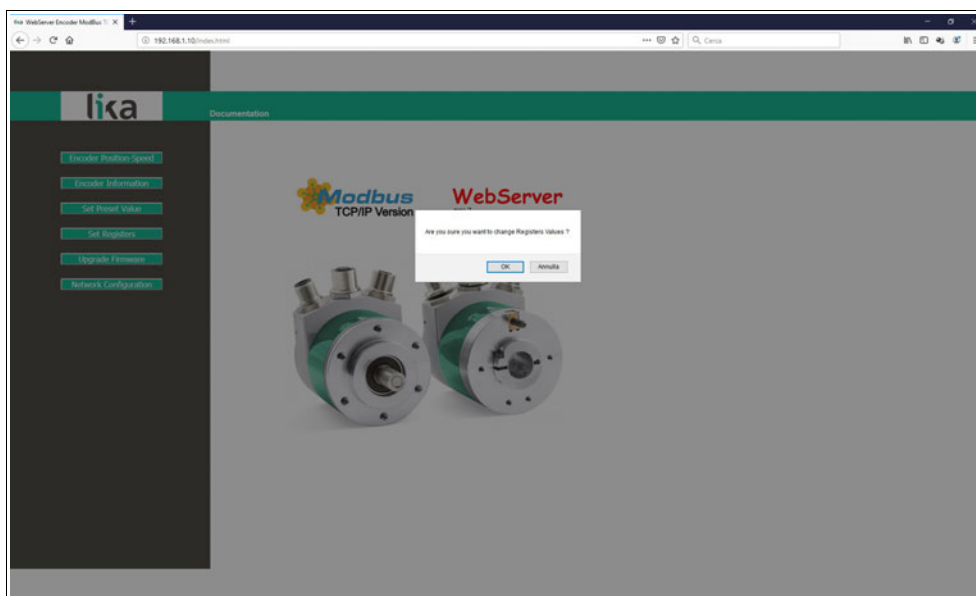 lika WebServer Encoder ModBus T
192.168.1.10/index.html
Cerca
lika
Documentation
Encoder Position-Speed
Encoder Information
Set Preset Value
Set Registers
Upgrade Firmware
Network Configuration
Modbus
TCP/IP Version
WebServer
Are you sure you want to change Registers Values ?
OK
Annulla